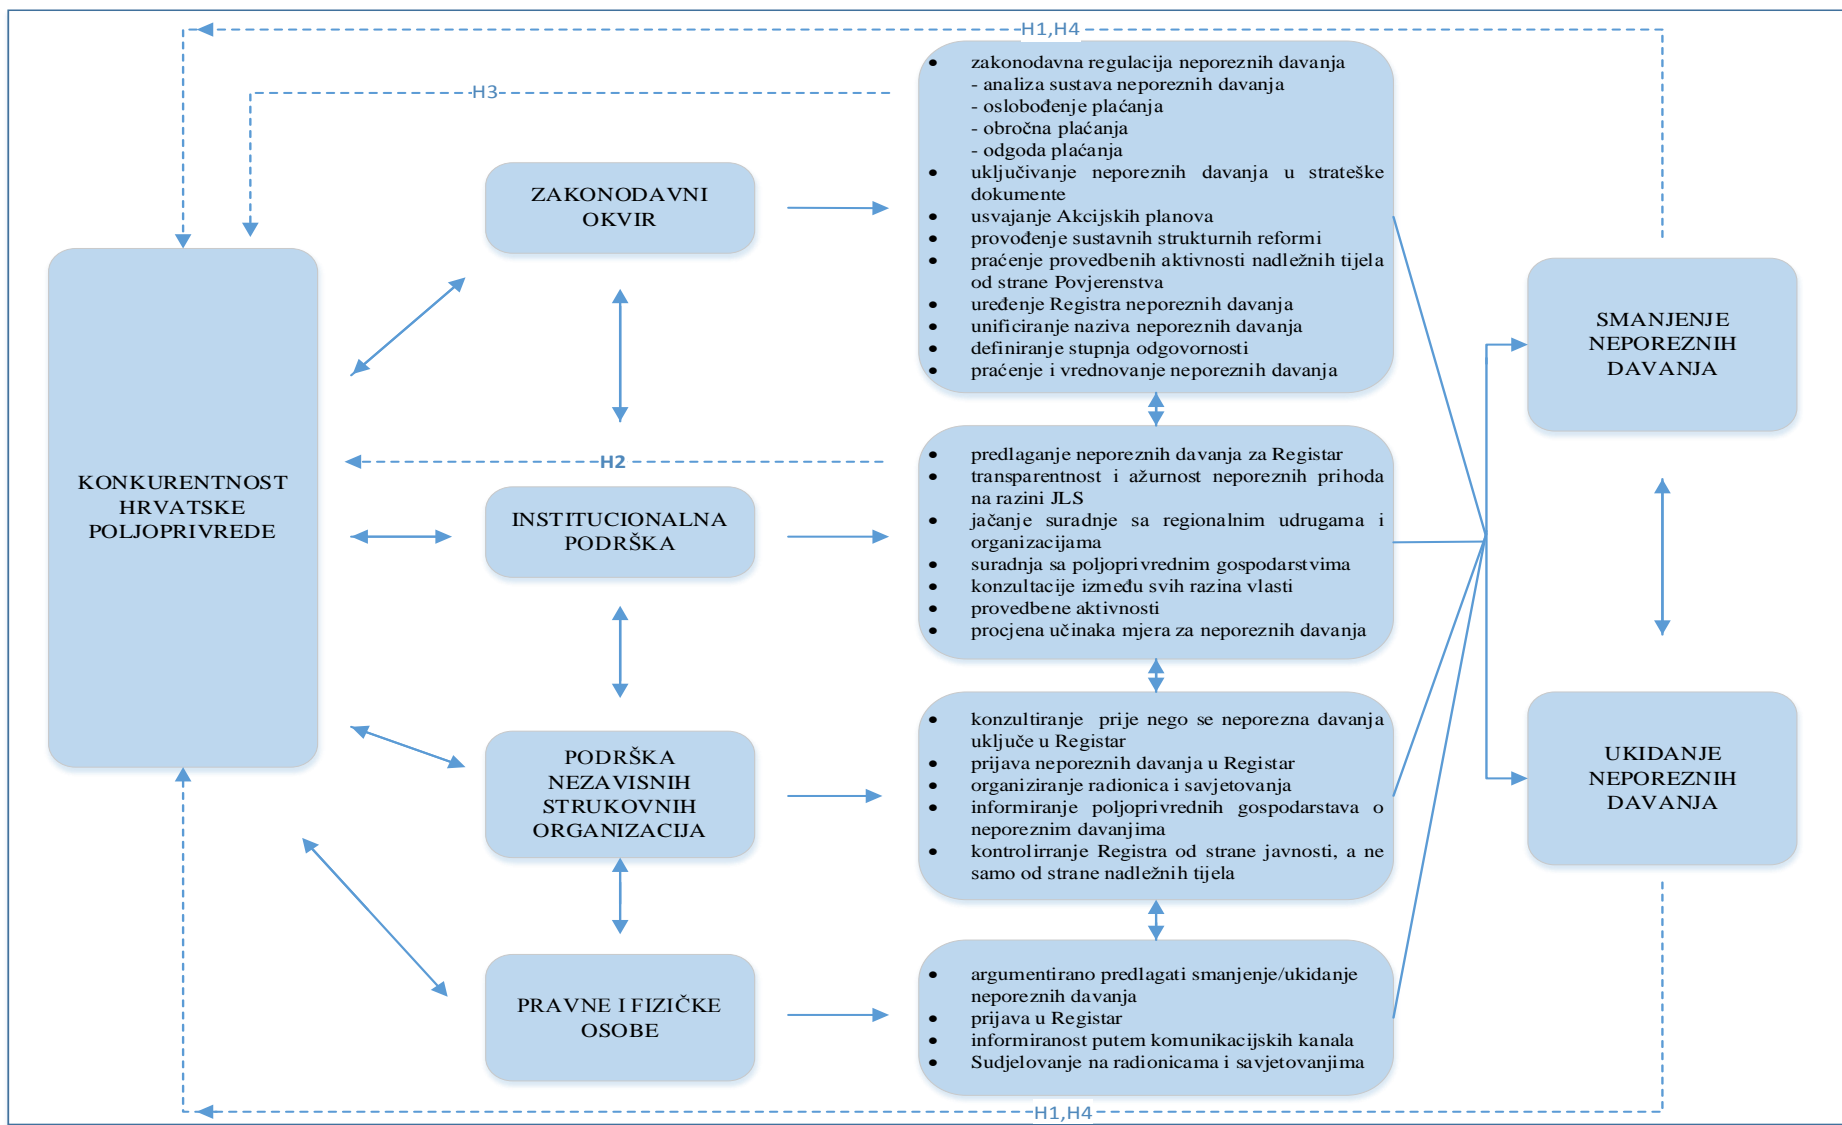 H1,H4
H3
• zakonodavna regulacija neporeznih davanja
- analiza sustava neporeznih davanja
- oslobođenje plaćanja
- obročna plaćanja
- odgoda plaćanja
• uključivanje neporeznih davanja u strateške
dokumente
• usvajanje Akcijskih planova
• provođenje sustavnih strukturnih reformi
• praćenje provedbenih aktivnosti nadležnih tijela
od strane Povjerenstva
• uređenje Registra neporeznih davanja
• unificiranje naziva neporeznih davanja
• definiranje stupnja odgovornosti
• praćenje i vrednovanje neporeznih davanja
ZAKONODAVNI
OKVIR
SMANJENJE
NEPOREZNIH
DAVANJA
KONKURENTNOST
HRVATSKE
POLJOPRIVREDE
H2
INSTITUCIONALNA
PODRŠKA
• predlaganje neporeznih davanja za Registar
• transparentnost i ažurnost neporeznih prihoda
na razini JLS
• jačanje suradnje sa regionalnim udrugama i
organizacijama
• suradnja sa poljoprivrednim gospodarstvima
• konzultacije između svih razina vlasti
• provedbene aktivnosti
• procjena učinaka mjera za neporeznih davanja
PODRŠKA
NEZAVISNIH
STRUKOVNIH
ORGANIZACIJA
• konzultiranje prije nego se neporezna davanja
uključe u Registar
• prijava neporeznih davanja u Registar
• organiziranje radionica i savjetovanja
• informiranje poljoprivrednih gospodarstava o
neporeznim davanjima
• kontrolirranje Registra od strane javnosti, a ne
samo od strane nadležnih tijela
UKIDANJE
NEPOREZNIH
DAVANJA
PRAVNE I FIZIČKE
OSOBE
• argumentirano predlagati smanjenje/ukidanje
neporeznih davanja
• prijava u Registar
• informiranost putem komunikacijskih kanala
• Sudjelovanje na radionicama i savjetovanjima
H1,H4